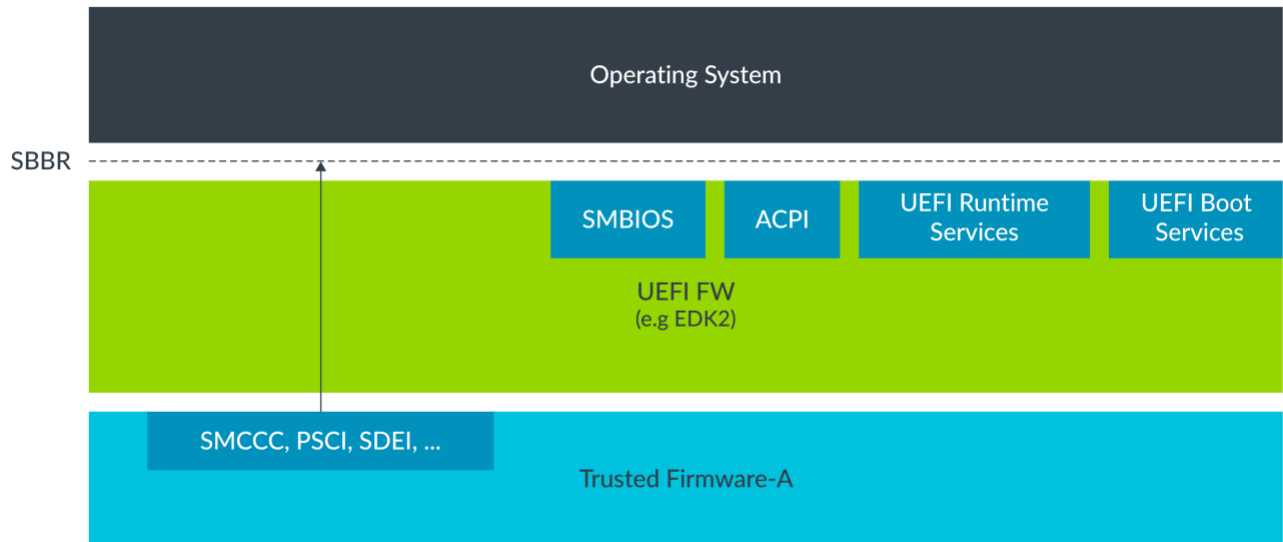 Operating System
SBBR
SMBIOS
ACPI
UEFI Runtime
Services
UEFI Boot
Services
UEFI FW
(e.g EDK2)
SMCCC, PSCI, SDEI, ...
Trusted Firmware-A